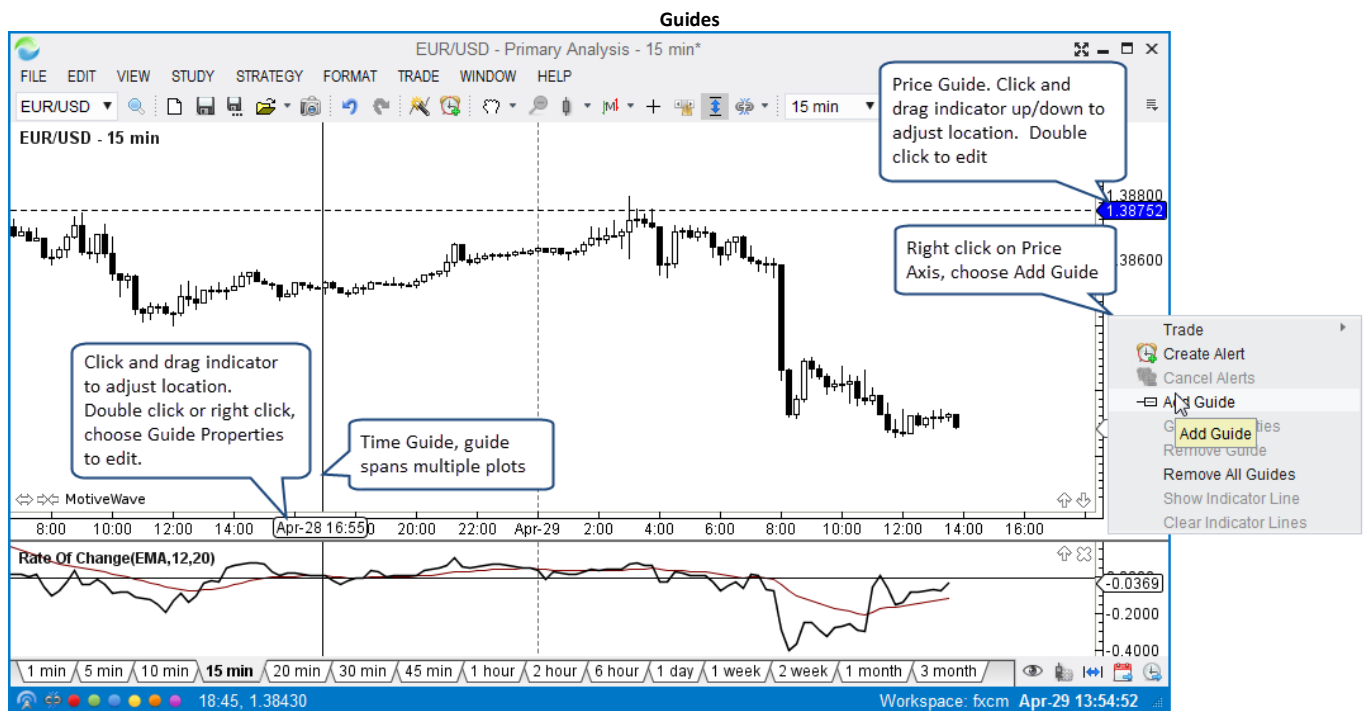 Guides
EUR/USD - Primary Analysis - 15 min*
FILE EDIT VIEW STUDY STRATEGY FORMAT TRADE WINDOW HELP
EUR/USD 15 min
Price Guide. Click and
drag indicator up/down to
adjust location. Double
click to edit
EUR/USD - 15 min
1.38800
1.38752
Right click on Price
Axis, choose Add Guide
.38600
Trade
Create Alert
Cancel Alerts
Add Guide
Add Guide
Remove Guide
Remove All Guides
Show Indicator Line
Clear Indicator Lines
Click and drag indicator
to adjust location.
Double click or right click,
choose Guide Properties
to edit.
Time Guide, guide
spans multiple plots
MotiveWave
8:00 10:00 12:00 14:00 Apr-28 16:55 20:00 22:00 Apr-29 2:00 4:00 6:00 8:00 10:00 12:00 14:00 16:00
Rate Of Change(EMA,12,20)
-0.0369
-0.2000
-0.4000
1 min 5 min 10 min 15 min 20 min 30 min 45 min 1 hour 2 hour 6 hour 1 day 1 week 2 week 1 month 3 month
18:45, 1.38430 Workspace: fxcm Apr-29 13:54:52